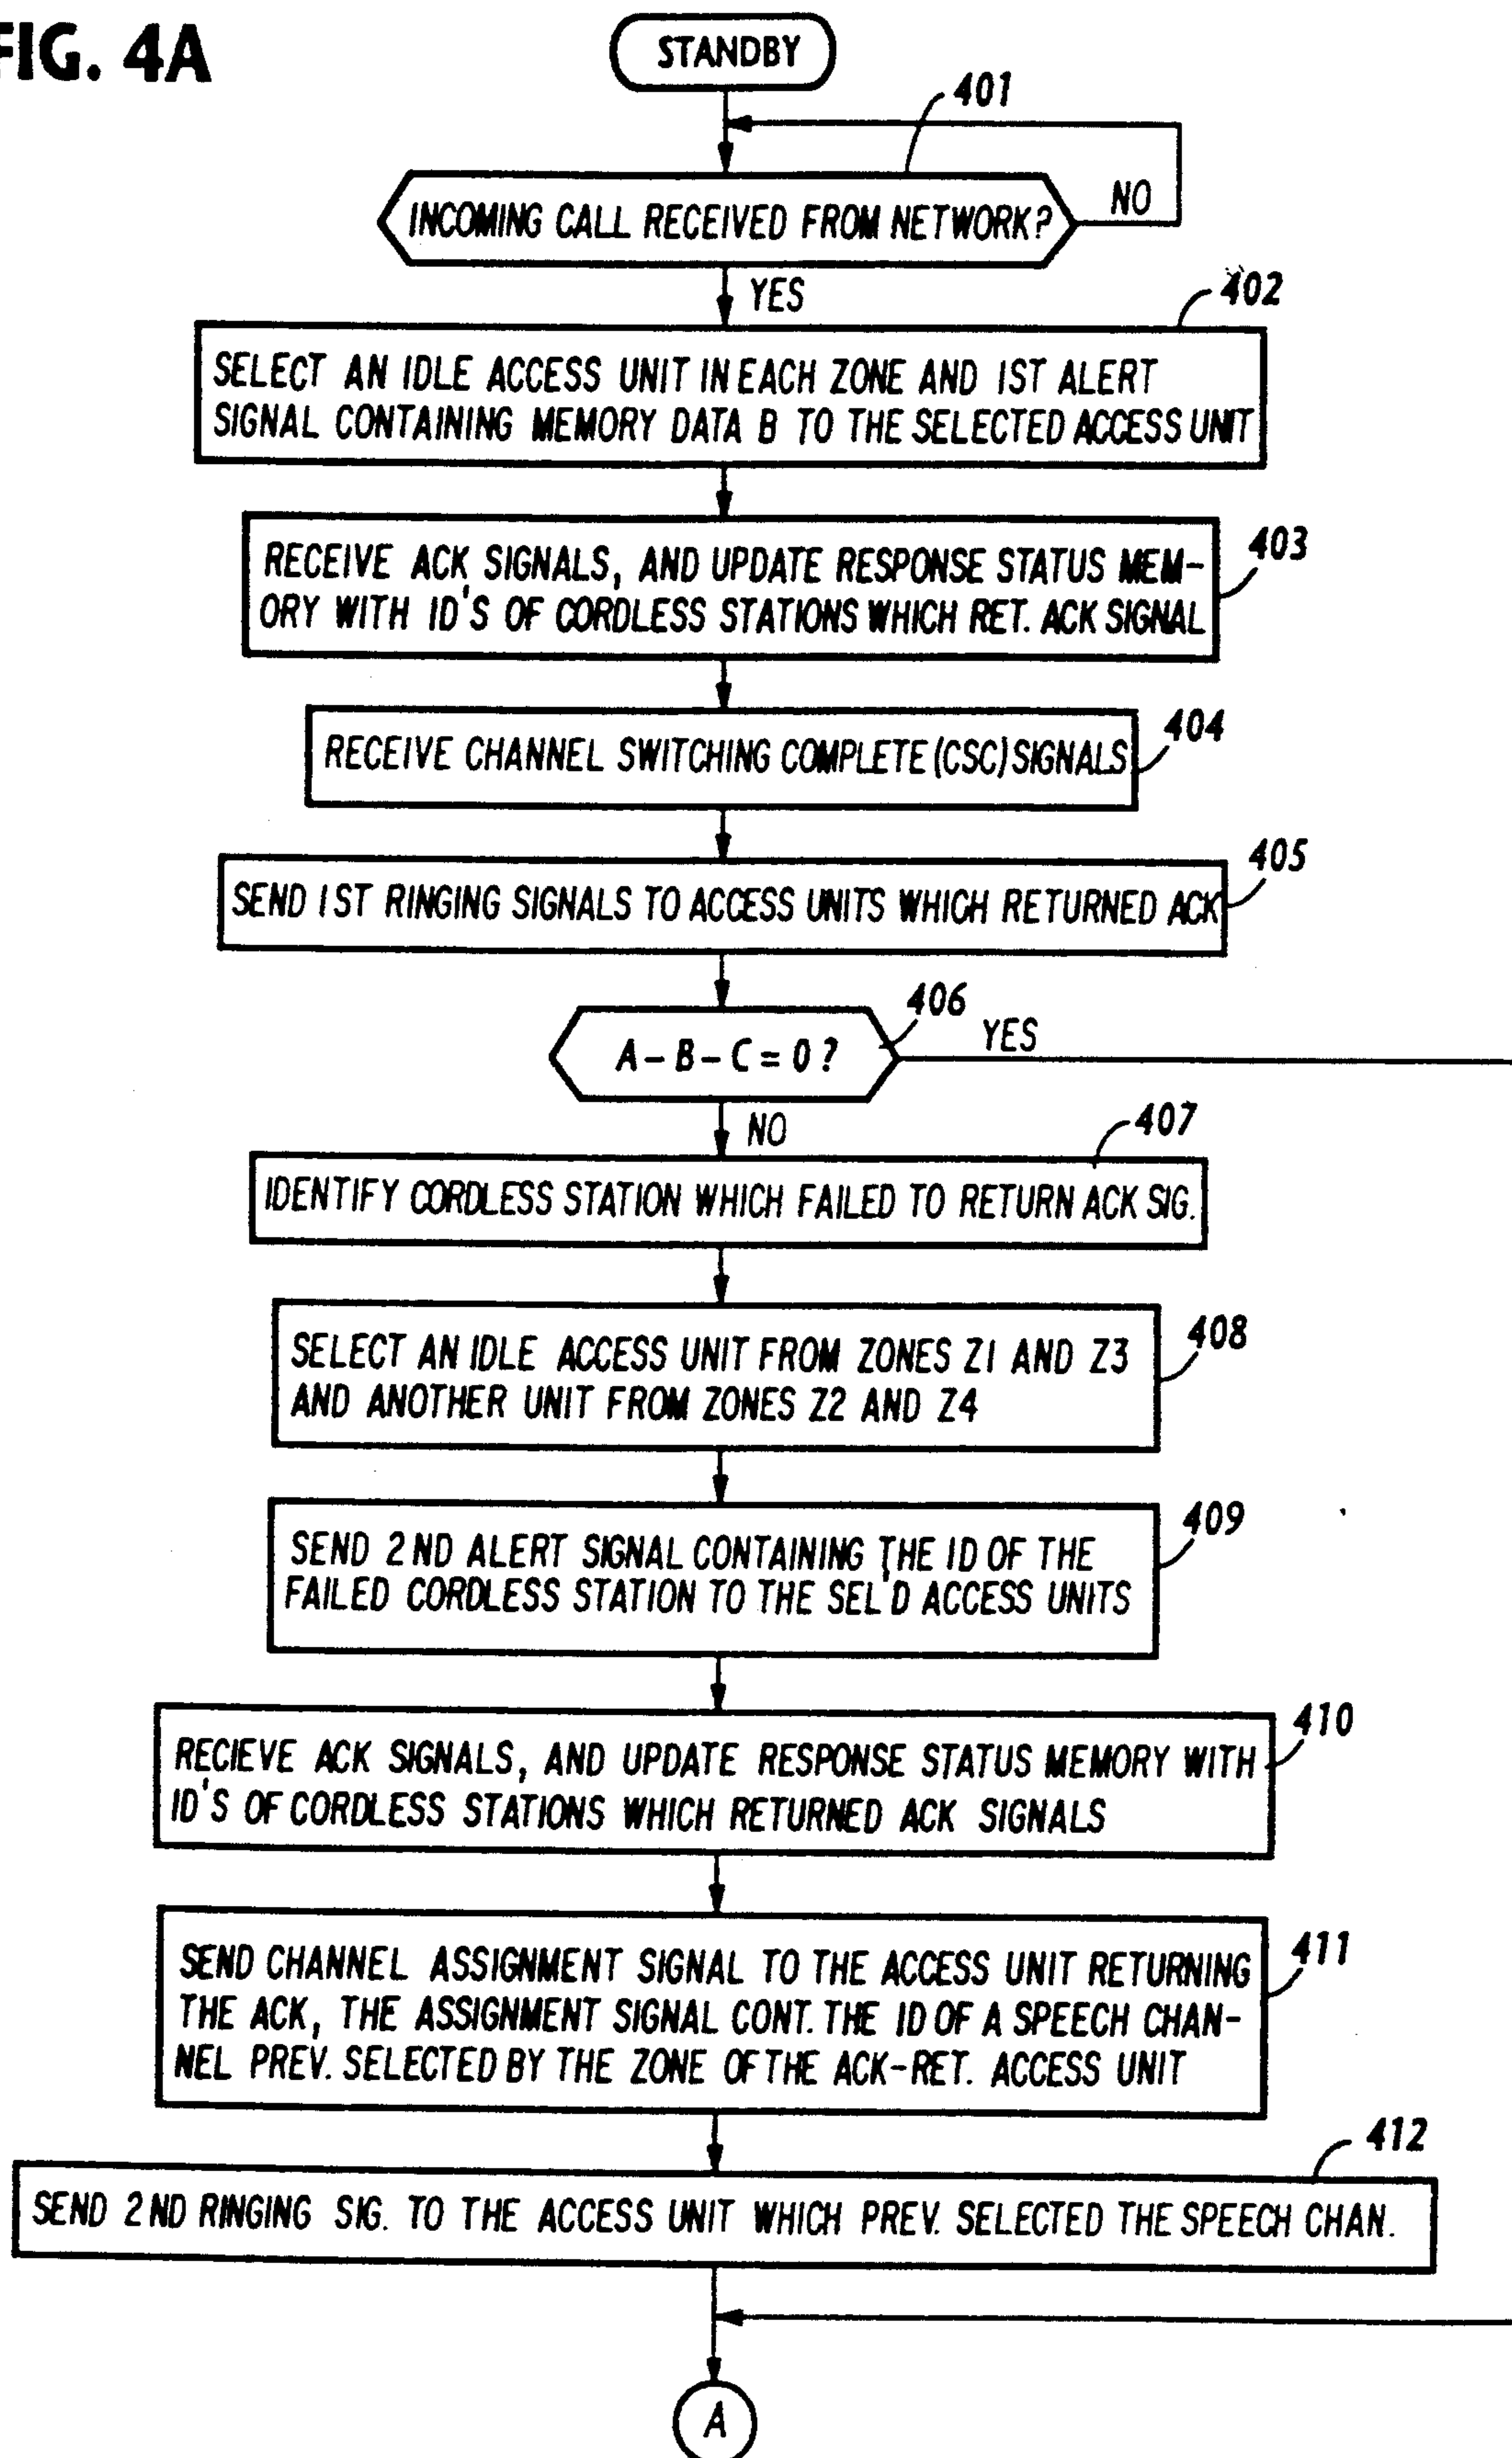 FIG. 4A
STANDBY
401
INCOMING CALL RECEIVED FROM NETWORK?
NO
YES
402
SELECT AN IDLE ACCESS UNIT IN EACH ZONE AND 1ST ALERT
SIGNAL CONTAINING MEMORY DATA B TO THE SELECTED ACCESS UNIT
403
RECEIVE ACK SIGNALS, AND UPDATE RESPONSE STATUS MEM-
ORY WITH ID'S OF CORDLESS STATIONS WHICH RET. ACK SIGNAL
404
RECEIVE CHANNEL SWITCHING COMPLETE (CSC) SIGNALS
405
SEND 1ST RINGING SIGNALS TO ACCESS UNITS WHICH RETURNED ACK
406
A-B-C=0?
YES
NO
407
IDENTIFY CORDLESS STATION WHICH FAILED TO RETURN ACK SIG.
408
SELECT AN IDLE ACCESS UNIT FROM ZONES Z1 AND Z3
AND ANOTHER UNIT FROM ZONES Z2 AND Z4
409
SEND 2ND ALERT SIGNAL CONTAINING THE ID OF THE
FAILED CORDLESS STATION TO THE SEL'D ACCESS UNITS
410
RECIEVE ACK SIGNALS, AND UPDATE RESPONSE STATUS MEMORY WITH
ID'S OF CORDLESS STATIONS WHICH RETURNED ACK SIGNALS
411
SEND CHANNEL ASSIGNMENT SIGNAL TO THE ACCESS UNIT RETURNING
THE ACK, THE ASSIGNMENT SIGNAL CONT. THE ID OF A SPEECH CHAN-
NEL PREV. SELECTED BY THE ZONE OF THE ACK-RET. ACCESS UNIT
412
SEND 2ND RINGING SIG. TO THE ACCESS UNIT WHICH PREV. SELECTED THE SPEECH CHAN.
A